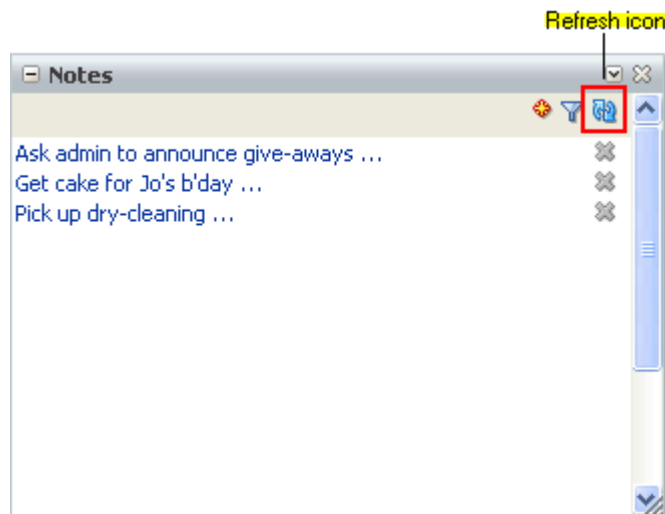 Refresh icon
Notes
Ask admin to announce give-aways ...
Get cake for Jo's b'day ...
Pick up dry-cleaning ...